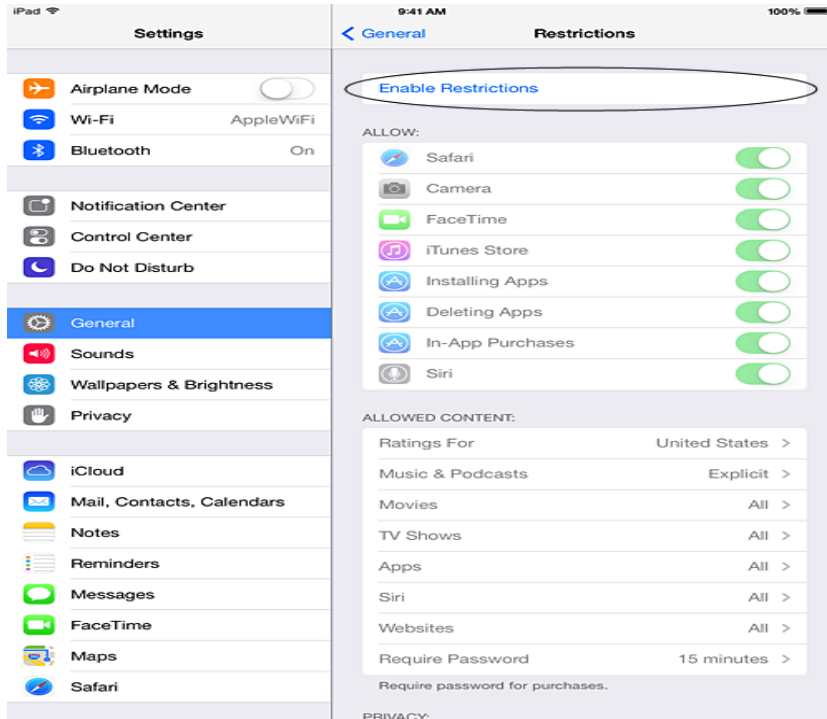 iPad 9:41 AM 100%
Settings
General Restrictions
Airplane Mode
Wi-Fi AppleWiFi
Bluetooth On
Notification Center
Control Center
Do Not Disturb
General
Sounds
Wallpapers & Brightness
Privacy
iCloud
Mail, Contacts, Calendars
Notes
Reminders
Messages
FaceTime
Maps
Safari
Enable Restrictions
ALLOW:
Safari
Camera
FaceTime
iTunes Store
Installing Apps
Deleting Apps
In-App Purchases
Siri
ALLOWED CONTENT:
Ratings For United States >
Music & Podcasts Explicit >
Movies All >
TV Shows All >
Apps All >
Siri All >
Websites All >
Require Password 15 minutes >
Require password for purchases.
PRIVACY: